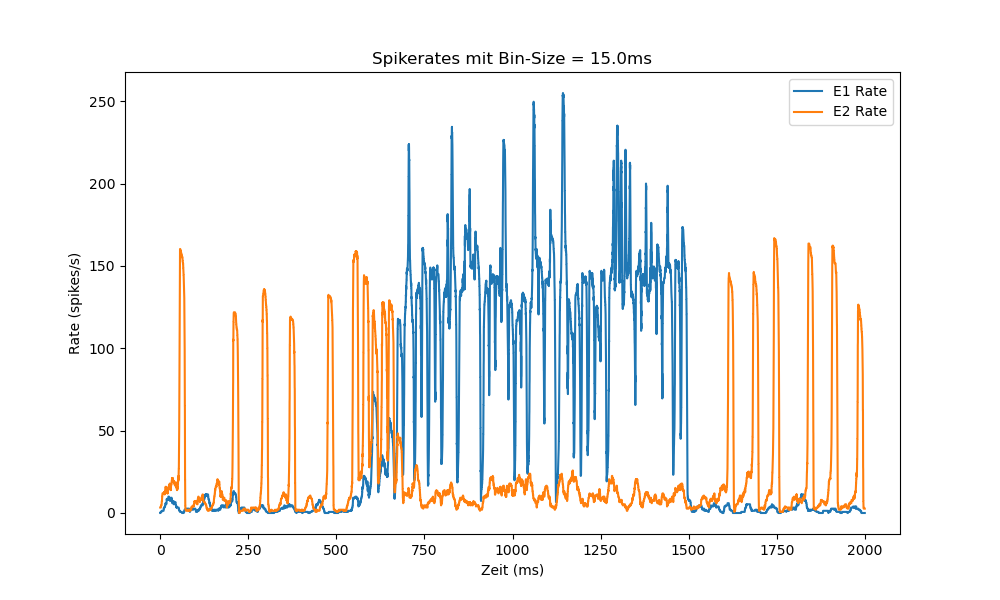 Spikerates mit Bin-Size = 15.0ms
E1 Rate
E2 Rate
Rate (spikes/s)
250
200
150
100
50
0
0 250 500 750 1000 1250 1500 1750 2000
Zeit (ms)